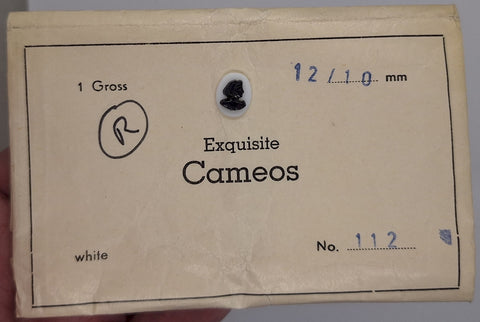 1 Gross
12/10 mm
R
Exquisite
Cameos
white
No. 112